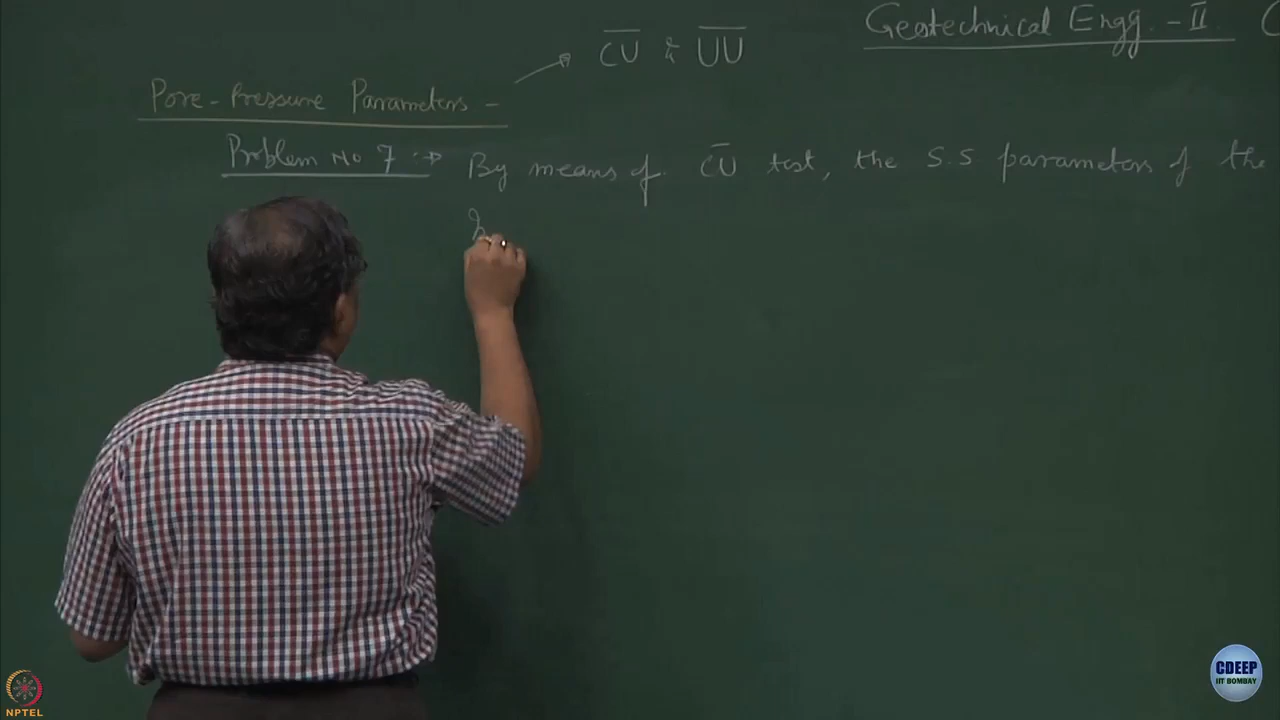 Geotechnical Engg. - II
C̅U̅ & U̅U̅
Pore-Pressure Parameters -
Problem No 7 :→ By means of C̅U̅ test, the S.S parameters of the
NPTEL
CDEEP
IIT BOMBAY